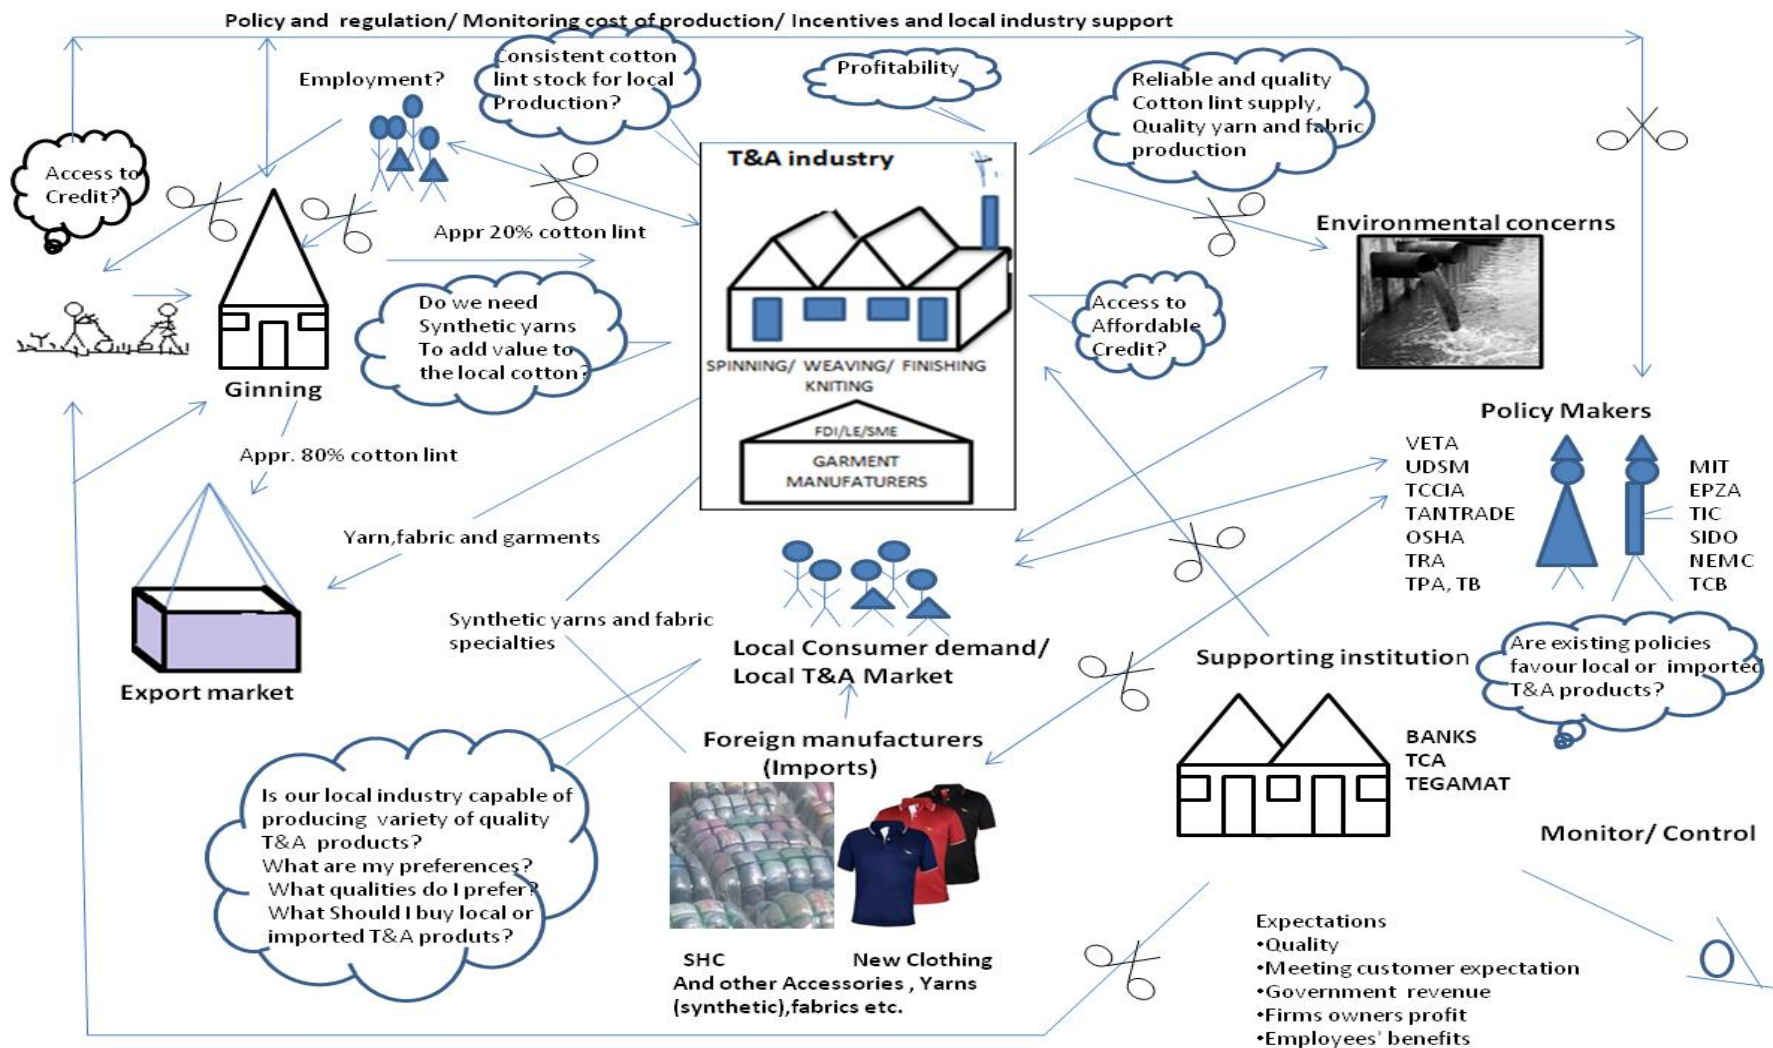 Policy and regulation/ Monitoring cost of production/ Incentives and local industry support
Employment?
Consistent cotton
lint stock for local
Production?
Profitability
Reliable and quality
Cotton lint supply,
Quality yarn and fabric
production
Access to
Credit?
T&A industry
Appr 20% cotton lint
Environmental concerns
Do we need
Synthetic yarns
To add value to
the local cotton?
Access to
Affordable
Credit?
SPINNING/ WEAVING/ FINISHING
KNITING
Ginning
FDI/LE/SME
GARMENT
MANUFATURERS
Policy Makers
VETA
UDSM
TCCIA
TANTRADE
OSHA
TRA
TPA, TB
MIT
EPZA
TIC
SIDO
NEMC
TCB
Appr. 80% cotton lint
Yarn,fabric and garments
Export market
Synthetic yarns and fabric
specialties
Local Consumer demand/
Local T&A Market
Supporting institution
Are existing policies
favour local or imported
T&A products?
BANKS
TCA
TEGAMAT
Foreign manufacturers
(Imports)
Is our local industry capable of
producing variety of quality
T&A products?
What are my preferences?
What qualities do I prefer?
What Should I buy local or
imported T&A produts?
Monitor/ Control
SHC
New Clothing
And other Accessories , Yarns
(synthetic),fabrics etc.
Expectations
•Quality
•Meeting customer expectation
•Government revenue
•Firms owners profit
•Employees' benefits